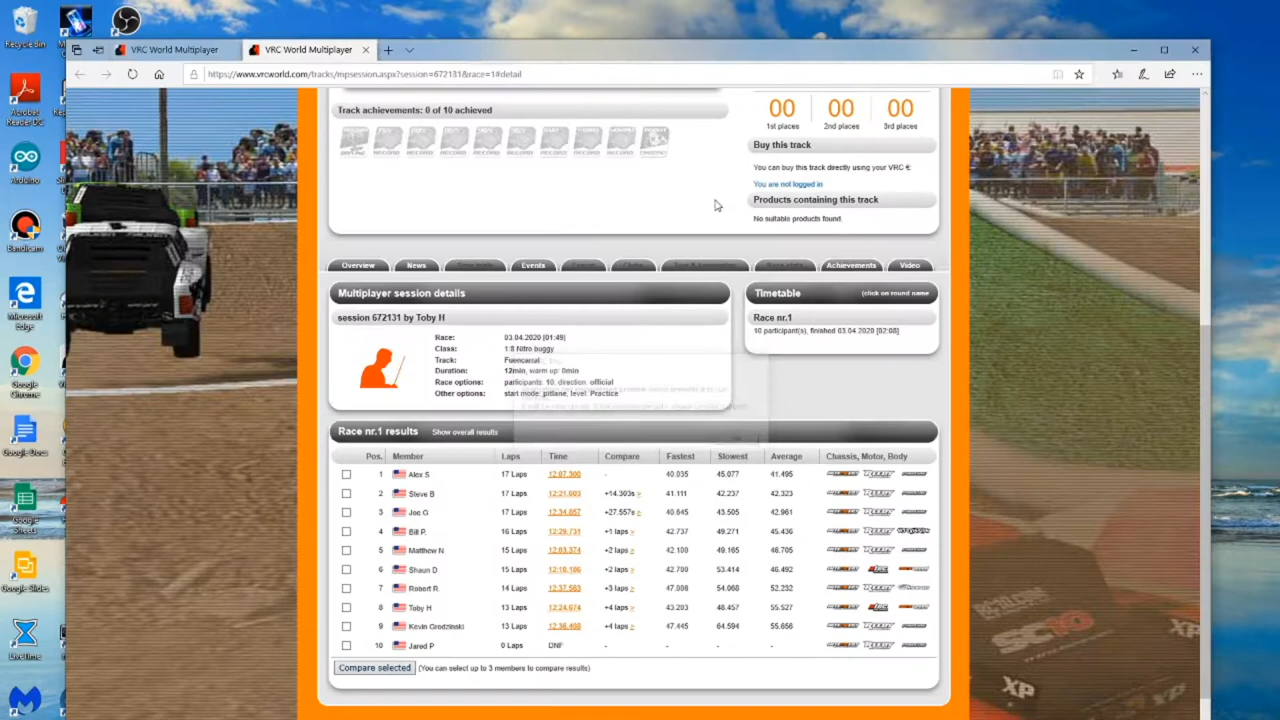 Recycle Bin
VRC World Multiplayer
VRC World Multiplayer
https://www.vrcworld.com/tracks/mpsession.aspx?session=672131&race=1#detail
Acrobat Reader DC
Arduino
Bandicam
Microsoft Edge
Google Chrome
Google Docs
Google Sheets
Google Slides
LiveTime
Track achievements: 0 of 10 achieved
00 00 00
1st places 2nd places 3rd places
Buy this track
You can buy this track directly using your VRC €:
You are not logged in
Products containing this track
No suitable products found.
Overview News Events Achievements Video
Multiplayer session details
session 672131 by Toby H
Race: 03.04.2020 [01:49]
Class: 1:8 Nitro buggy
Track: Fuencarral
Duration: 12min, warm up: 0min
Race options: participants: 10, direction: official
Other options: start mode: pitlane, level: Practice
Timetable (click on round name
Race nr.1
10 participant(s), finished 03.04.2020 [02:08]
Race nr.1 results Show overall results
Pos. Member Laps Time Compare Fastest Slowest Average Chassis, Motor, Body
1 Alex S 17 Laps 12:07.300 - 40.035 45.077 41.495
2 Steve B 17 Laps 12:21.603 +14.303s > 41.111 42.237 42.323
3 Joe G 17 Laps 12:34.857 +27.557s > 40.645 43.505 42.961
4 Bill P. 16 Laps 12:29.731 +1 laps > 42.737 49.271 45.436
5 Matthew N 15 Laps 12:03.374 +2 laps > 42.100 49.165 46.705
6 Shaun D 15 Laps +2 laps > 42.700 53.414 46.492
7 Robert R. 14 Laps 12:37.563 +3 laps > 47.006 54.068 52.232
8 Toby H 13 Laps 12:24.674 +4 laps > 43.203 55.527
9 Kevin Grodzinski 13 Laps 12:36.460 +4 laps > 47.445 64.594 55.656
10 Jared P 0 Laps DNF - - - -
Compare selected (You can select up to 3 members to compare results)
SC10
XP
XP